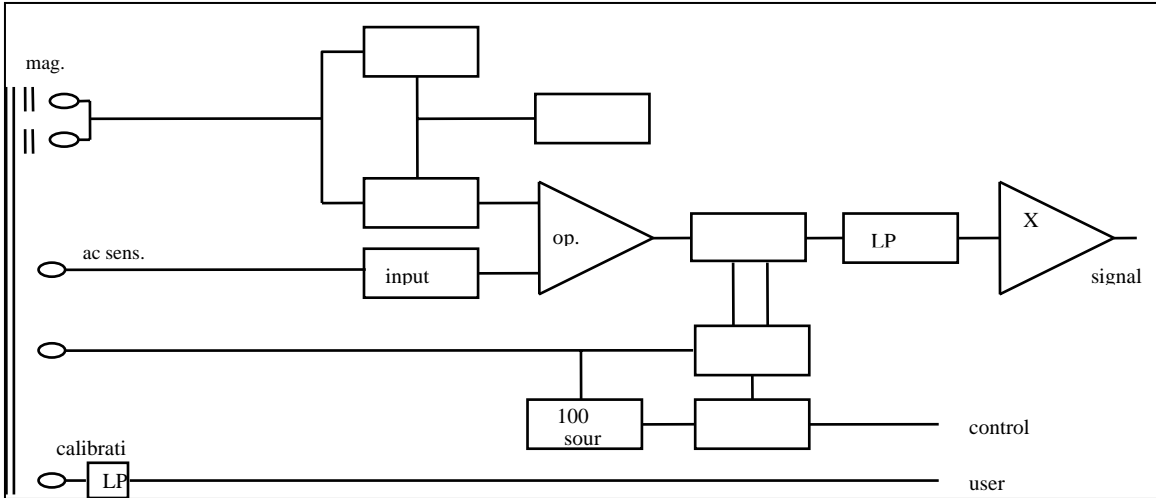 mag.
ac sens.
input
op.
LP
X
signal
100
sour
control
calibrati
LP
user